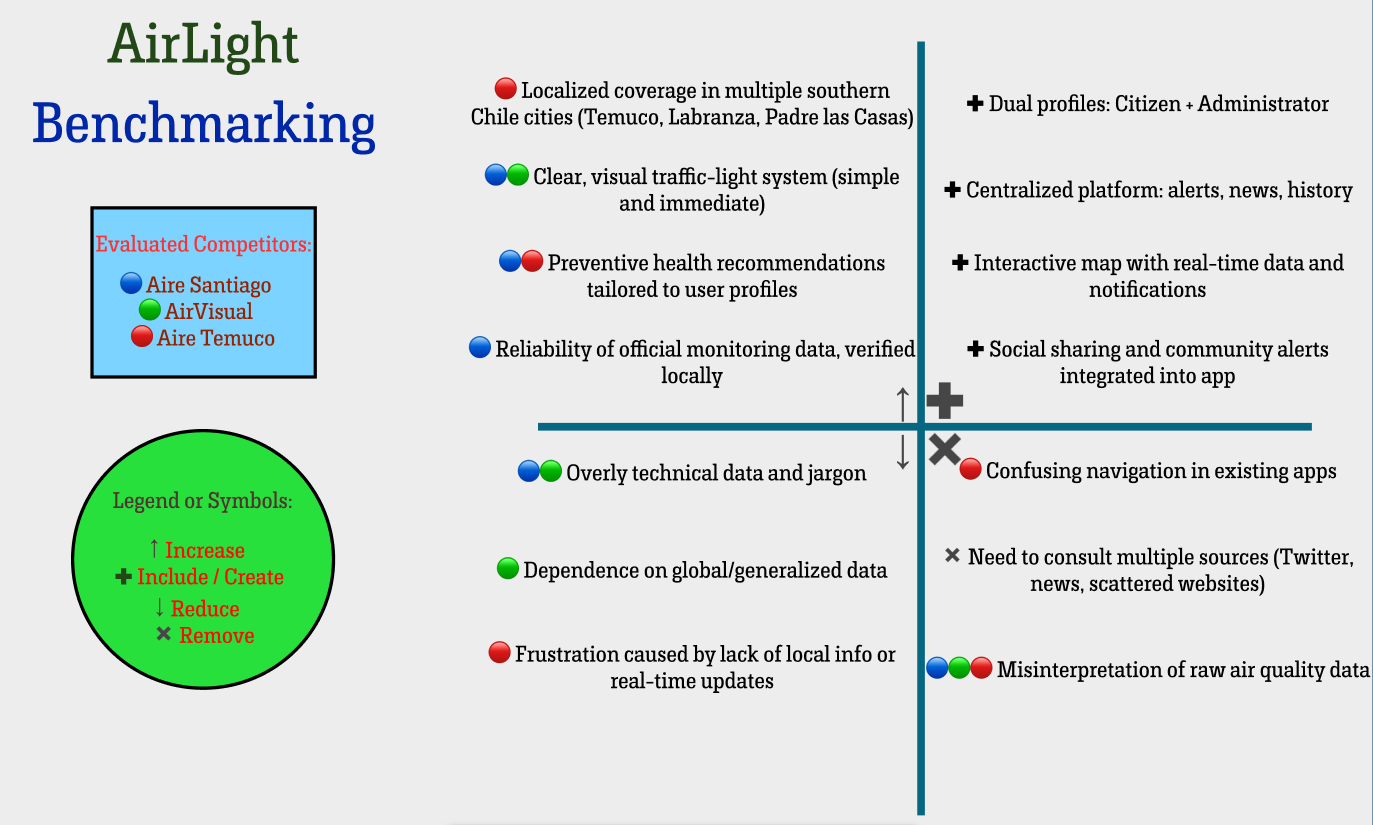 AirLight
Benchmarking
Evaluated Competitors:
Aire Santiago
AirVisual
Aire Temuco
Legend or Symbols:
↑ Increase
➕ Include / Create
↓ Reduce
✖ Remove
Localized coverage in multiple southern
Chile cities (Temuco, Labranza, Padre las Casas)
Clear, visual traffic-light system (simple
and immediate)
Preventive health recommendations
tailored to user profiles
Reliability of official monitoring data, verified
locally
↑
➕ Dual profiles: Citizen + Administrator
➕ Centralized platform: alerts, news, history
➕ Interactive map with real-time data and
notifications
➕ Social sharing and community alerts
integrated into app
➕
↓
Overly technical data and jargon
Dependence on global/generalized data
Frustration caused by lack of local info or
real-time updates
✖
Confusing navigation in existing apps
✖ Need to consult multiple sources (Twitter,
news, scattered websites)
Misinterpretation of raw air quality data